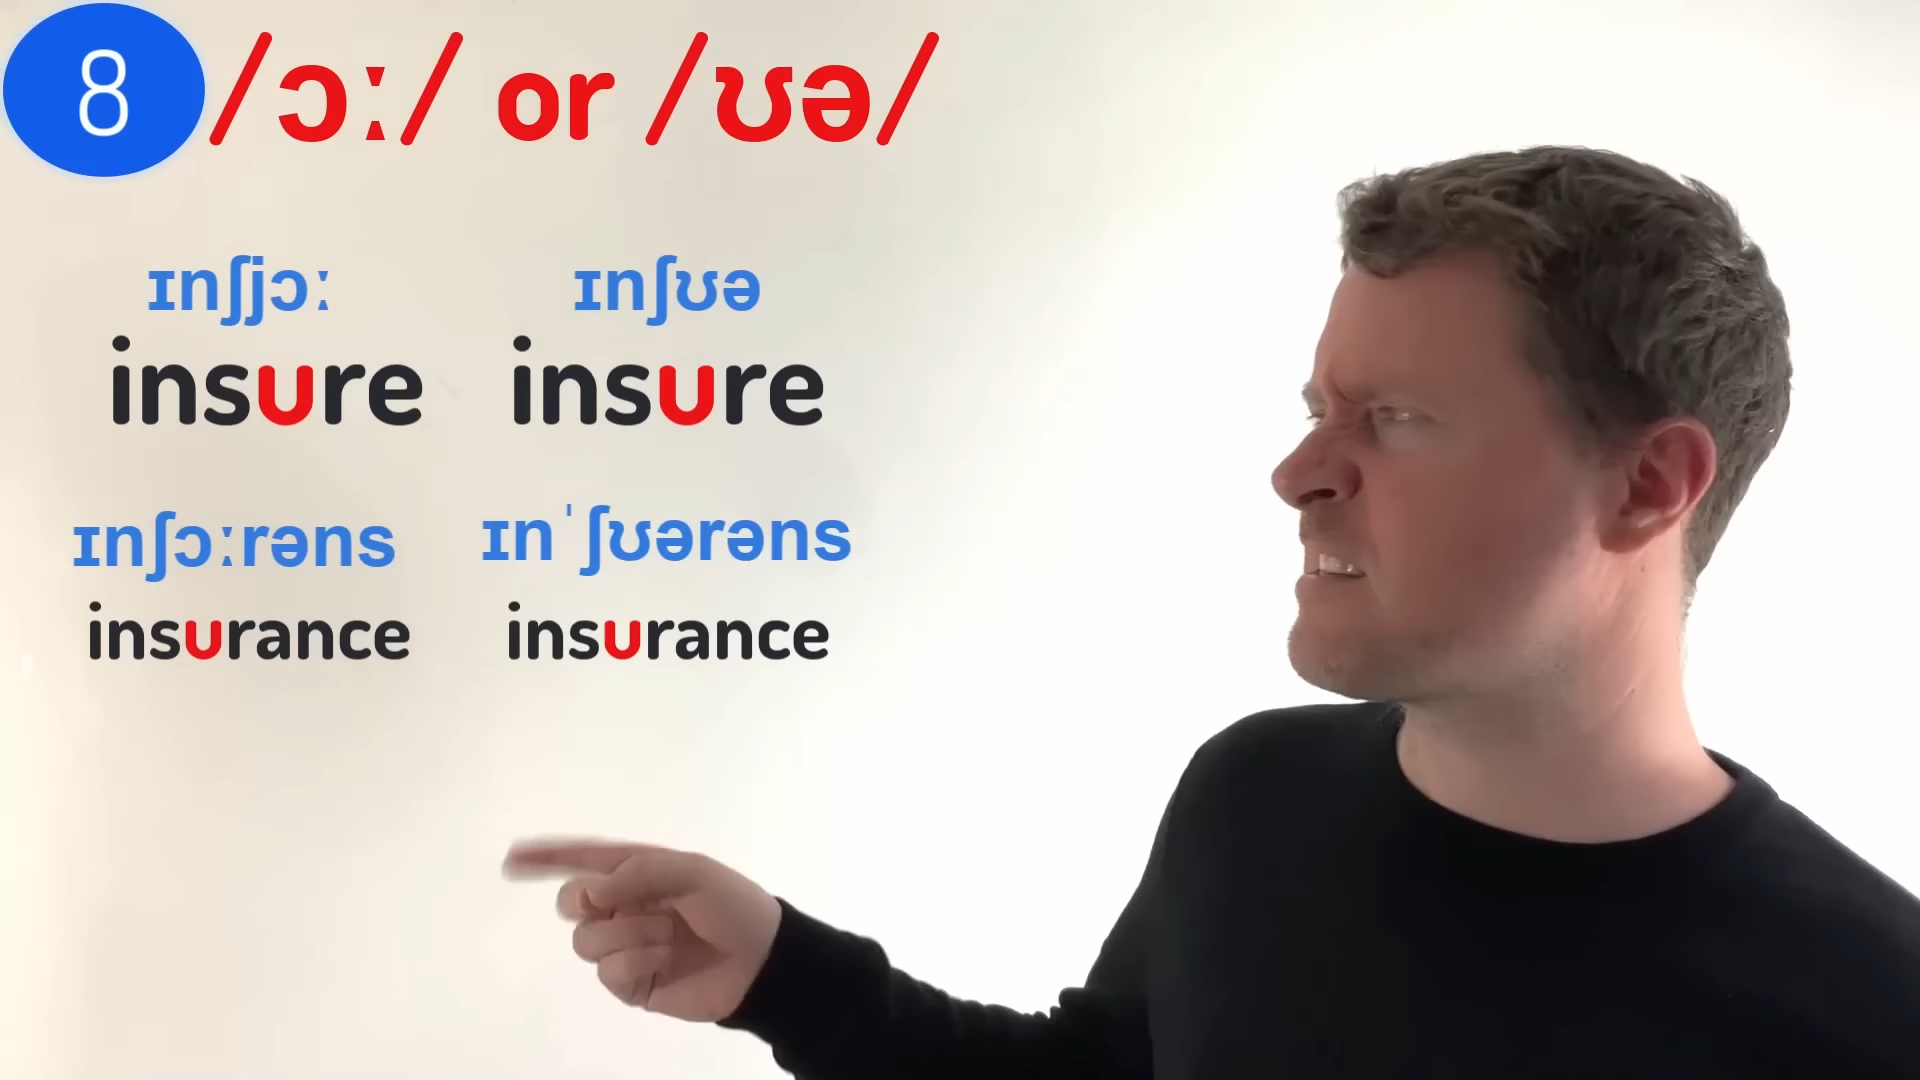 8 /ɔː/ or /ʊə/
ɪnʃjɔː ɪnʃʊə
insure insure
ɪnʃɔːrəns ɪnˈʃʊərəns
insurance insurance